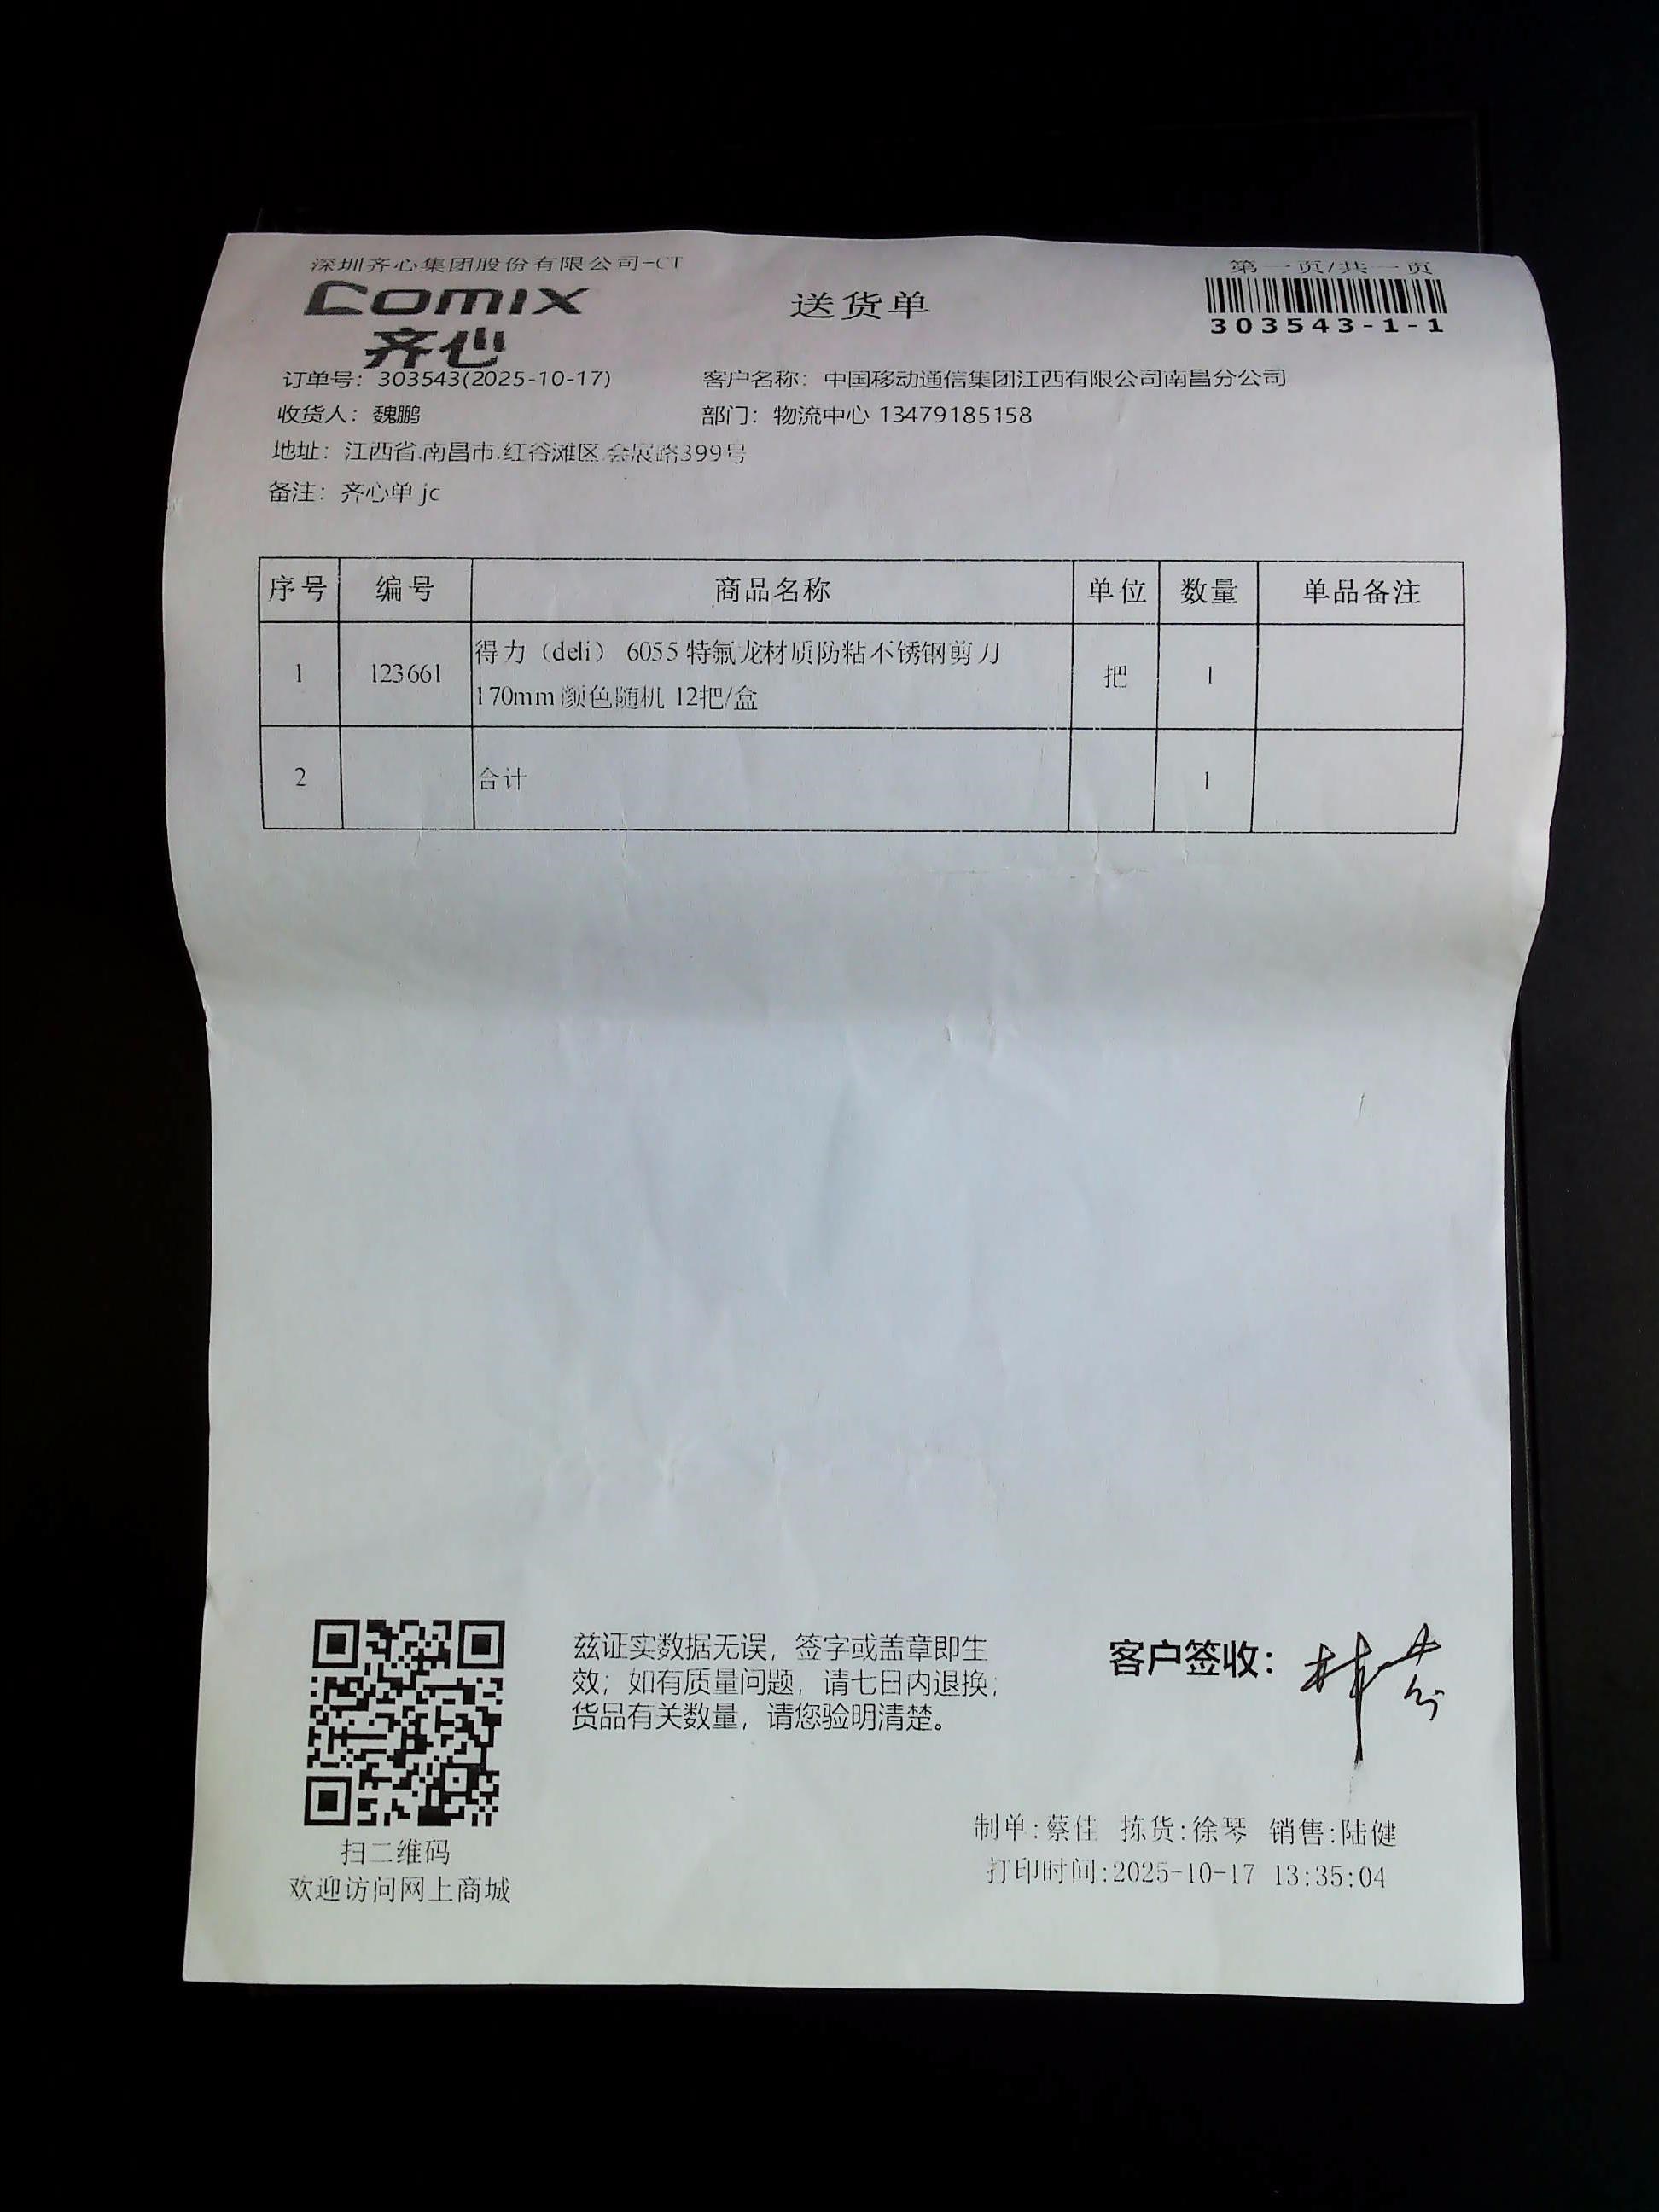 深圳齐心集团股份有限公司-CT
第一页/共一页
comix
齐心
送货单
303543-1-1
订单号：303543(2025-10-17)
客户名称：中国移动通信集团江西有限公司南昌分公司
收货人：魏鹏
部门：物流中心 13479185158
地址：江西省.南昌市.红谷滩区.会展路399号
备注：齐心单 jc
序号 编号 商品名称 单位 数量 单品备注
1 123661 得力（deli） 6055 特氟龙材质防粘不锈钢剪刀 把 1
170mm 颜色随机 12把/盒
2 合计 1
兹证实数据无误，签字或盖章即生
效；如有质量问题，请七日内退换；
货品有关数量，请您验明清楚。
客户签收：林芬
扫二维码
欢迎访问网上商城
制单:蔡佳 拣货:徐琴 销售:陆健
打印时间:2025-10-17 13:35:04